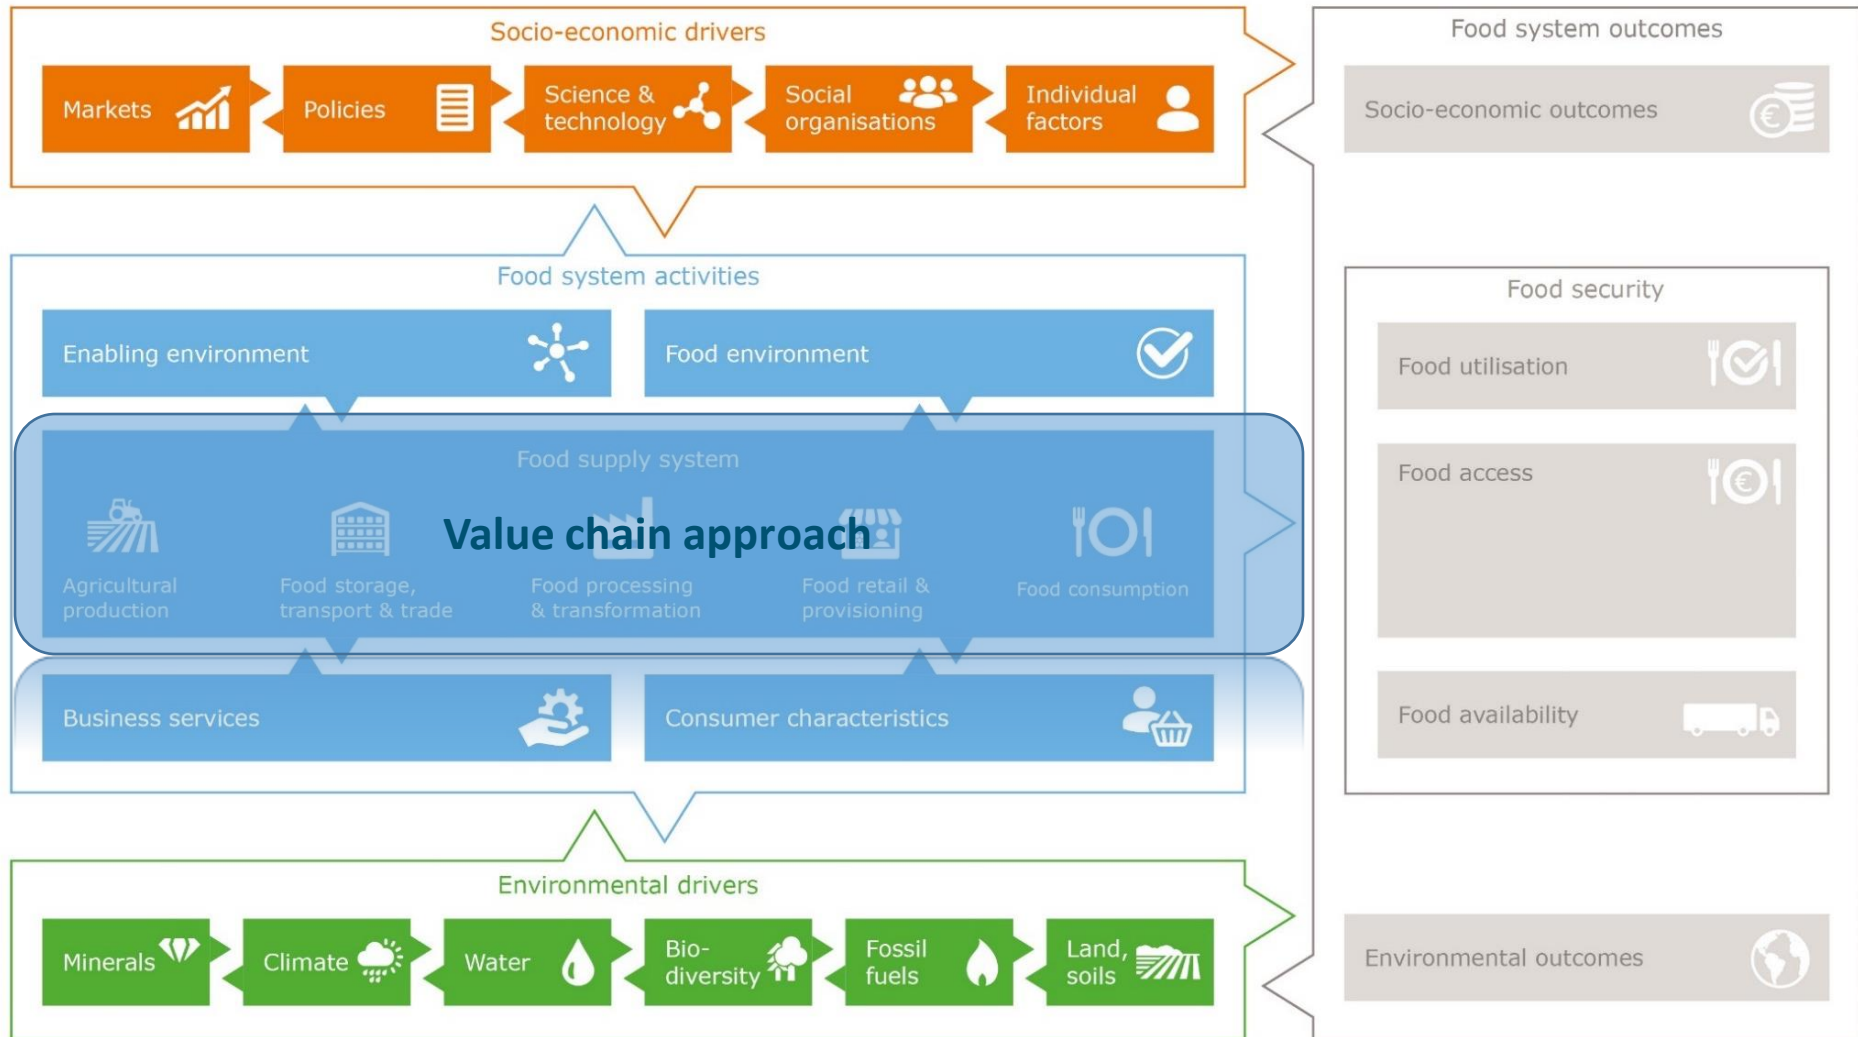 Socio-economic drivers
Markets
Policies
Science &
technology
Social
organisations
Individual
factors
Food system activities
Enabling environment
Food environment
Food supply system
Value chain approach
Agricultural
production
Food storage,
transport & trade
Food processing
& transformation
Food retail &
provisioning
Food consumption
Business services
Consumer characteristics
Environmental drivers
Minerals
Climate
Water
Bio-
diversity
Fossil
fuels
Land,
soils
Food system outcomes
Socio-economic outcomes
€
Food security
Food utilisation
Food access
€
Food availability
Environmental outcomes